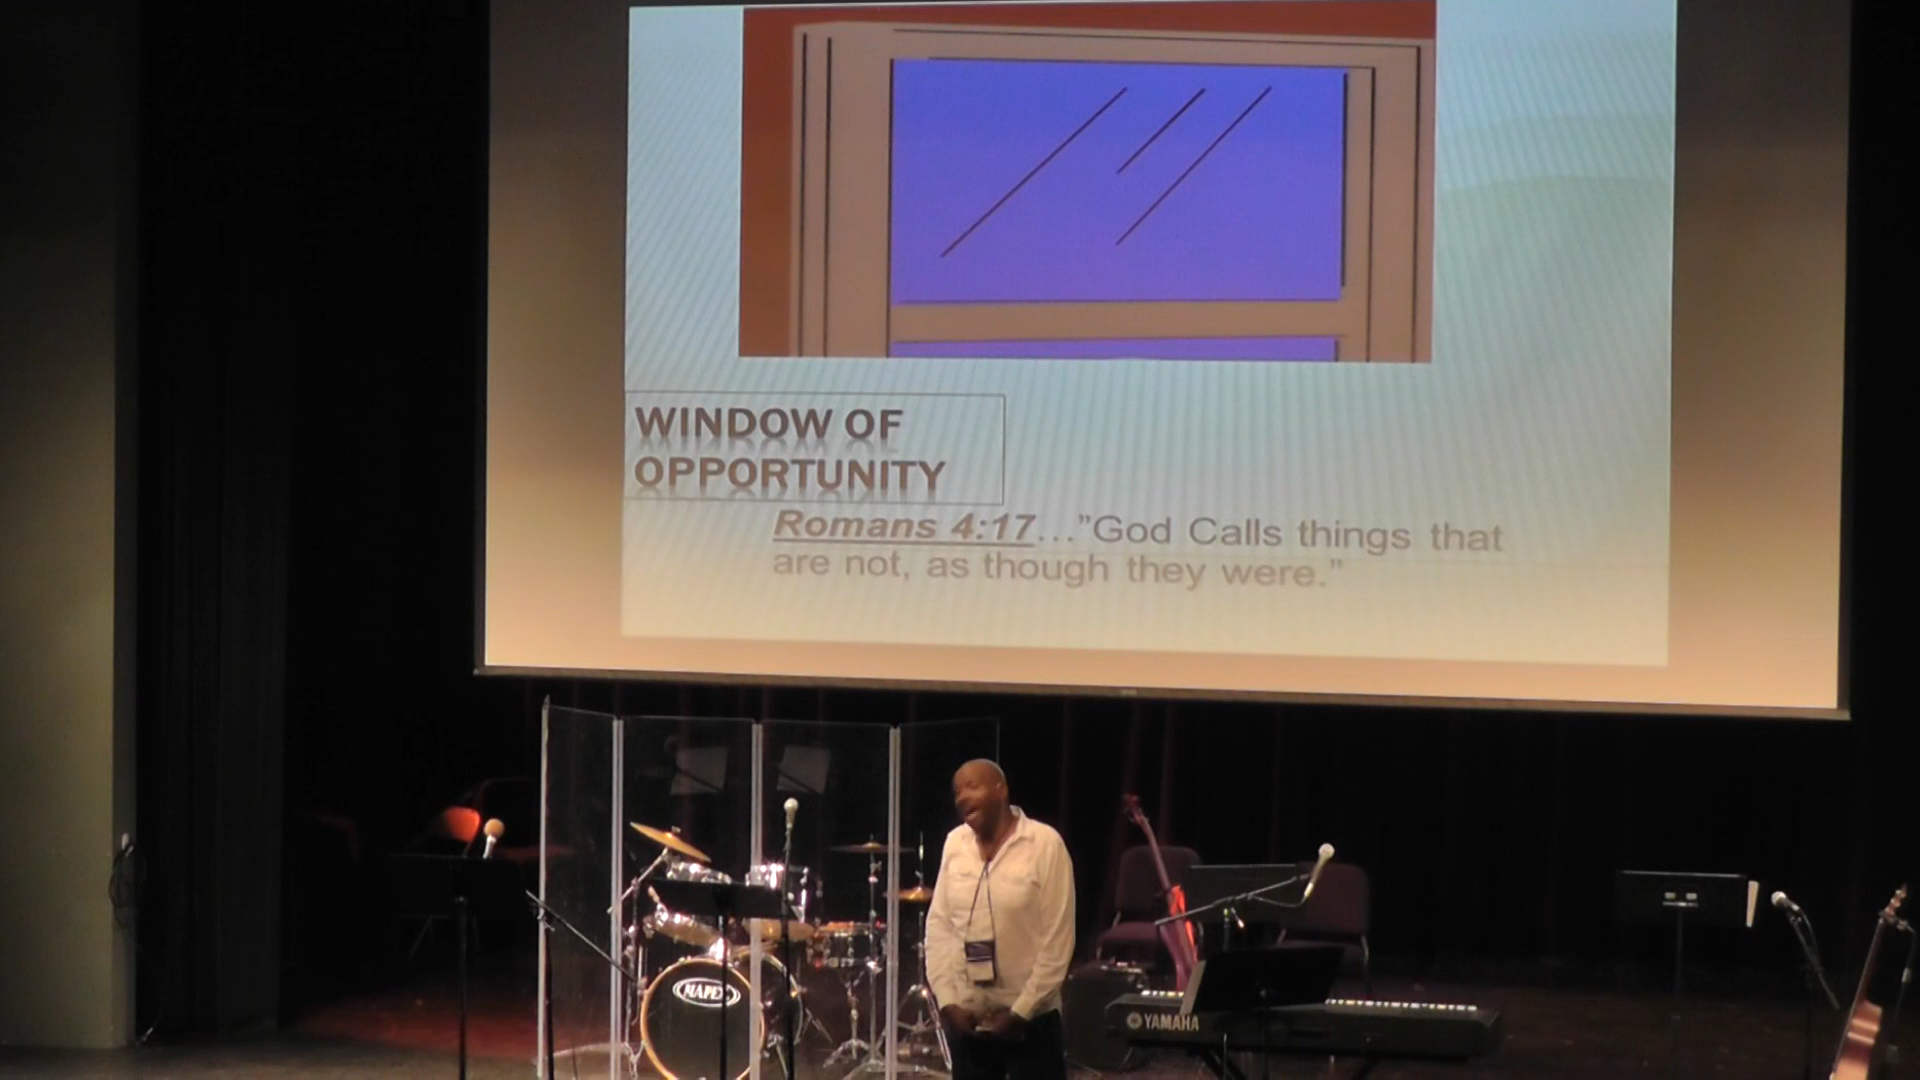 WINDOW OF
OPPORTUNITY
Romans 4:17..."God Calls things that
are not, as though they were."
MAPEX
YAMAHA